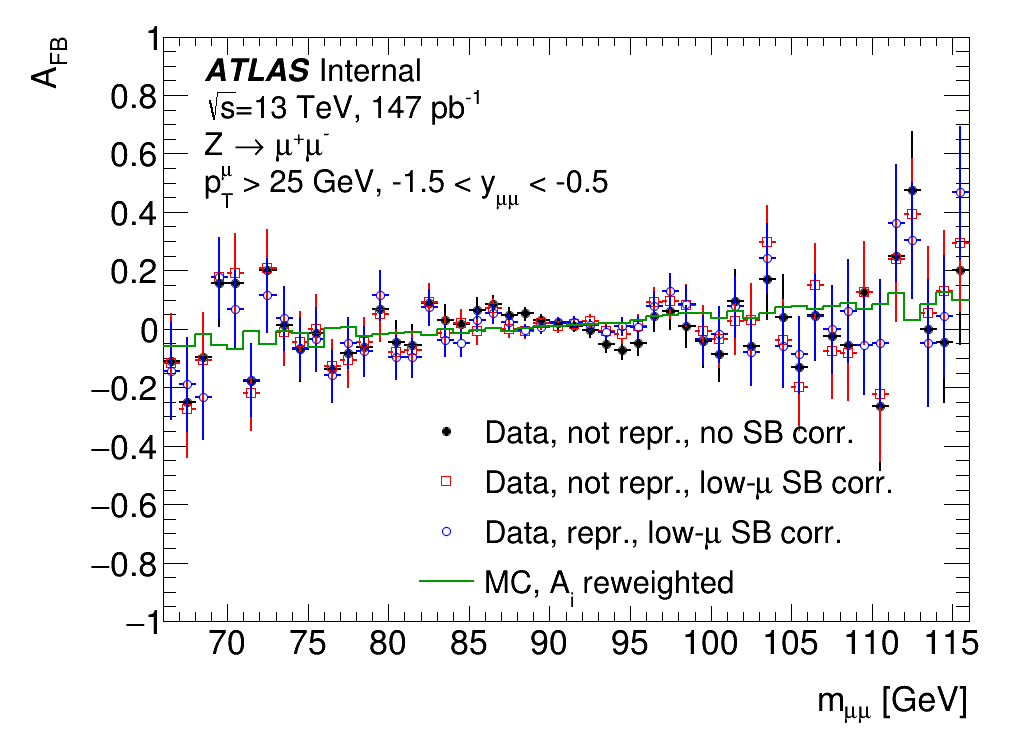 A_FB
ATLAS Internal
√s=13 TeV, 147 pb⁻¹
Z → μ⁺μ⁻
p_T^μ > 25 GeV, -1.5 < y_μμ < -0.5
1
0.8
0.6
0.4
0.2
0
−0.2
−0.4
−0.6
−0.8
−1
Data, not repr., no SB corr.
Data, not repr., low-μ SB corr.
Data, repr., low-μ SB corr.
MC, A_i reweighted
70 75 80 85 90 95 100 105 110 115
m_μμ [GeV]